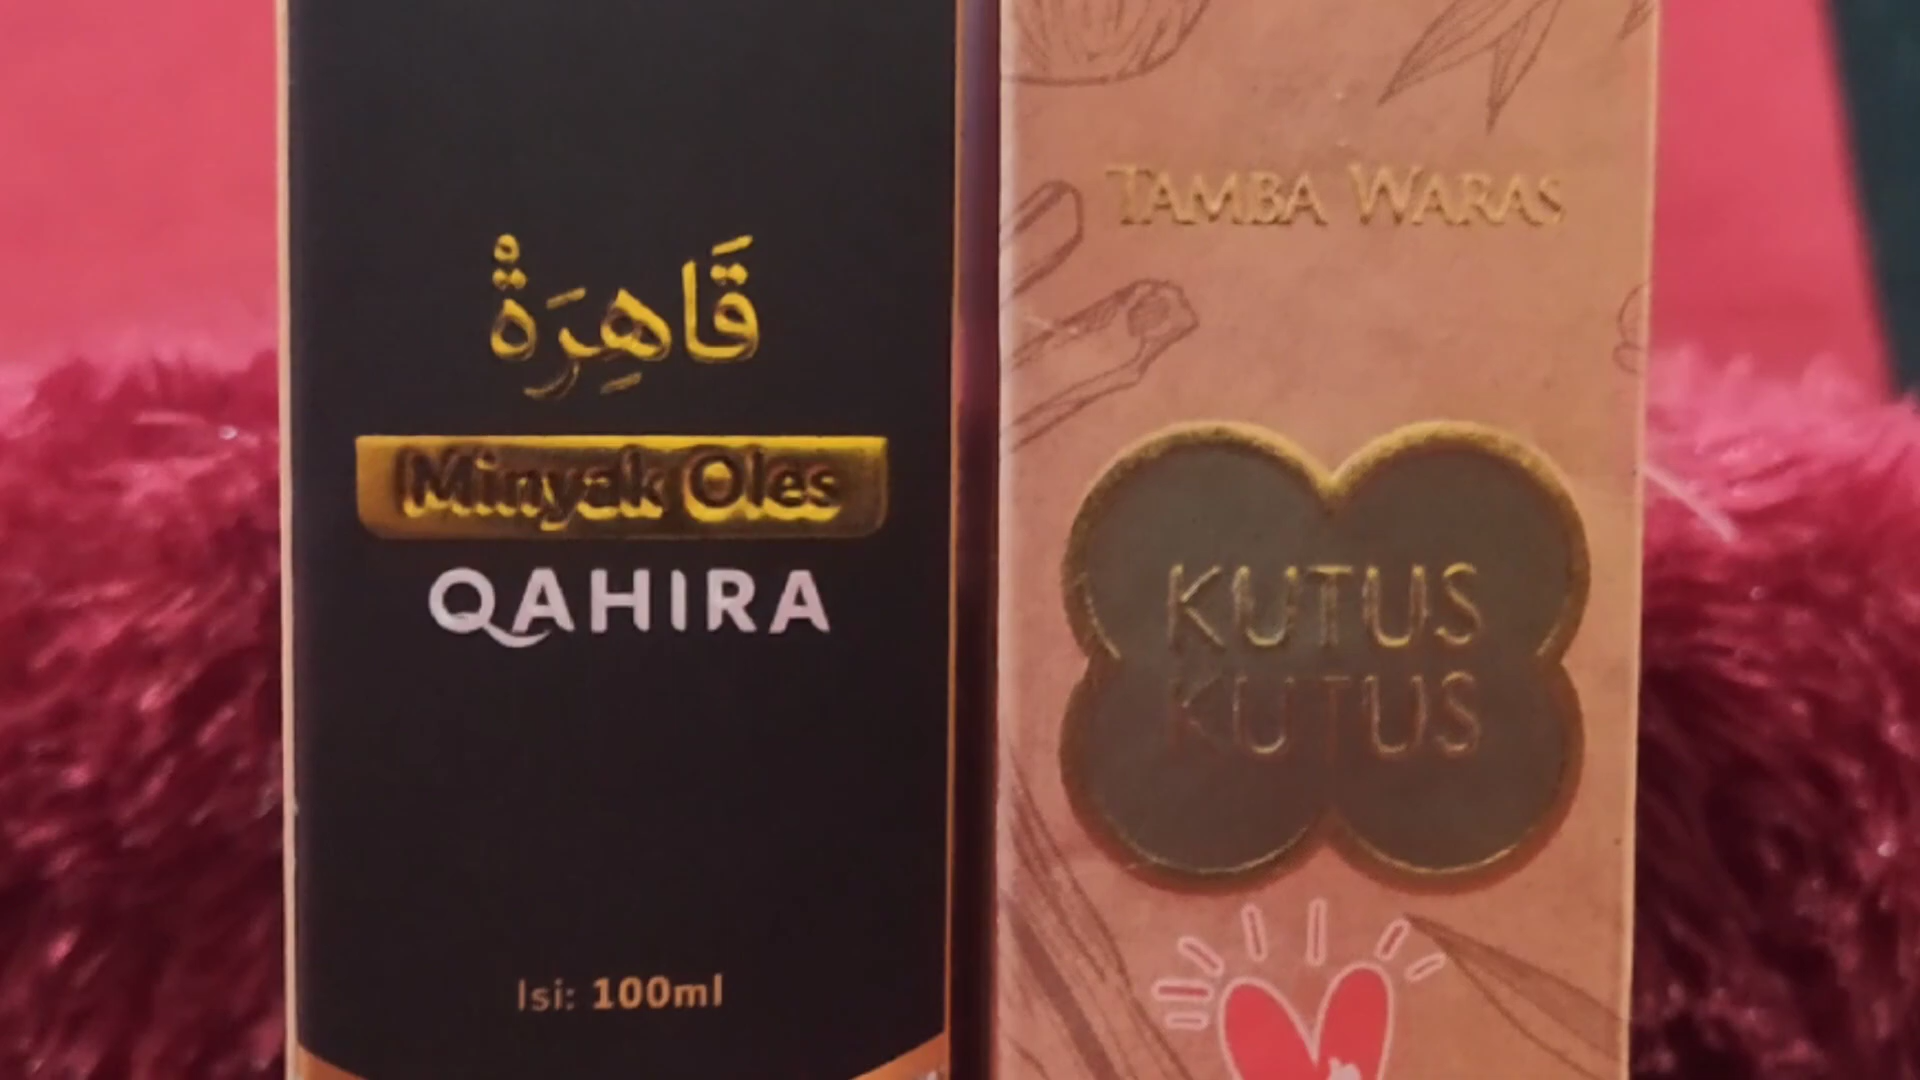 قَاهِرَةْ
Minyak Oles
QAHIRA
Isi: 100ml
TAMBA WARAS
KUTUS
KUTUS